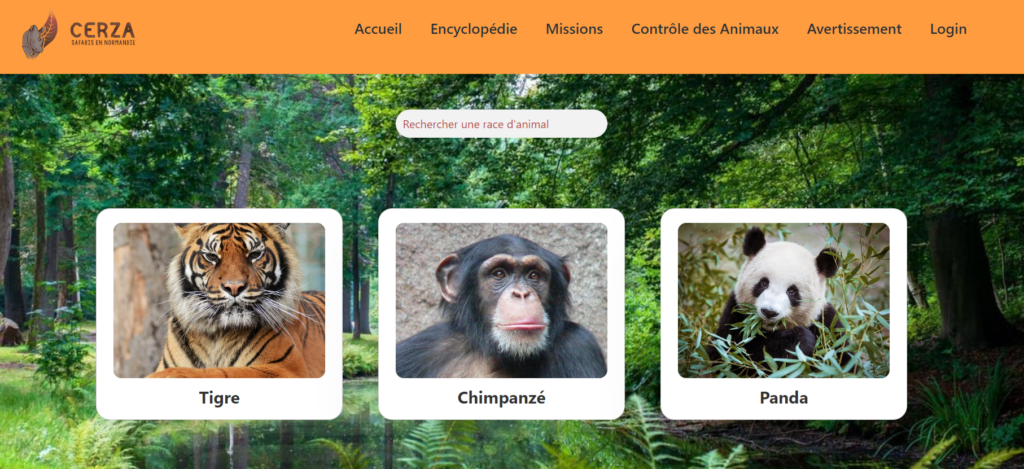 CERZA
SAFARIS EN NORMANDIE
Accueil
Encyclopédie
Missions
Contrôle des Animaux
Avertissement
Login
Rechercher une race d'animal
Tigre
Chimpanzé
Panda